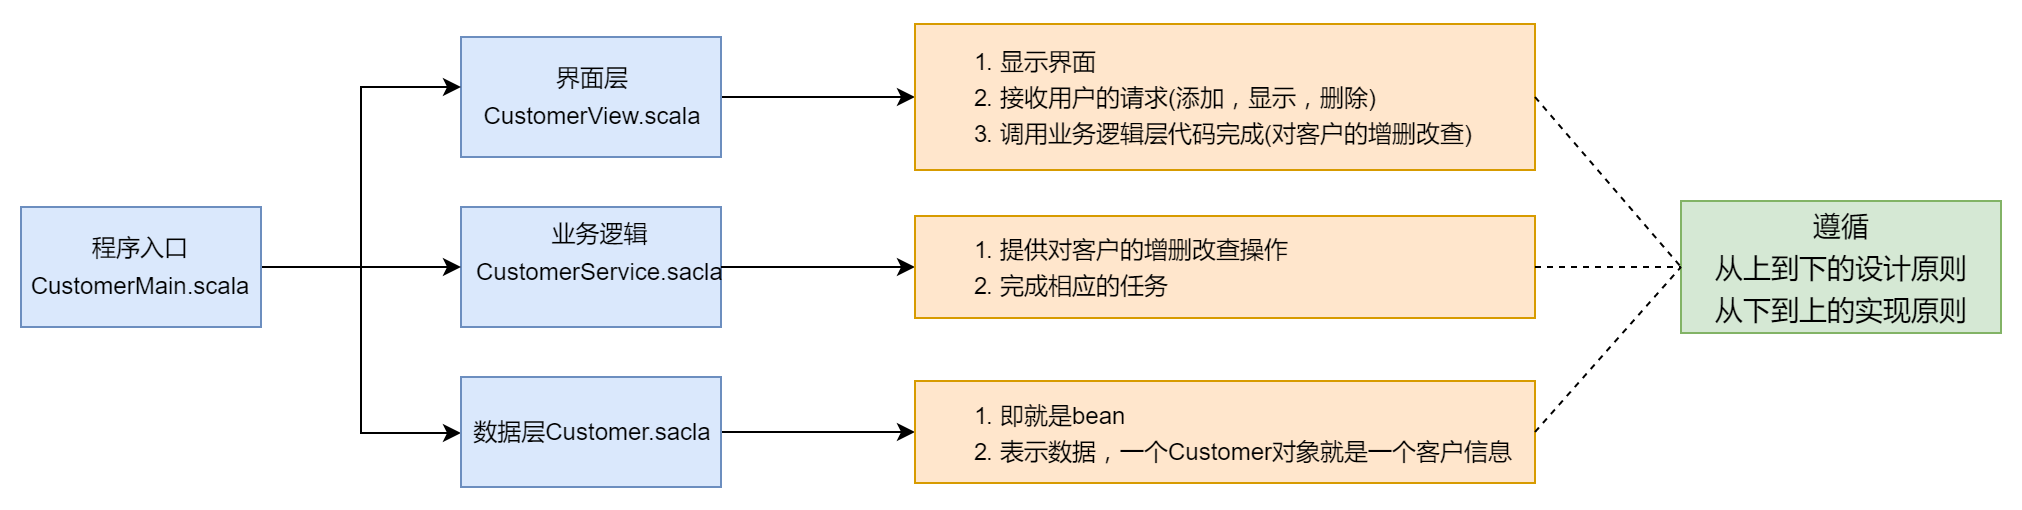 程序入口
CustomerMain.scala
界面层
CustomerView.scala
业务逻辑
CustomerService.sacla
数据层Customer.sacla
1. 显示界面
2. 接收用户的请求(添加，显示，删除)
3. 调用业务逻辑层代码完成(对客户的增删改查)
1. 提供对客户的增删改查操作
2. 完成相应的任务
1. 即就是bean
2. 表示数据，一个Customer对象就是一个客户信息
遵循
从上到下的设计原则
从下到上的实现原则